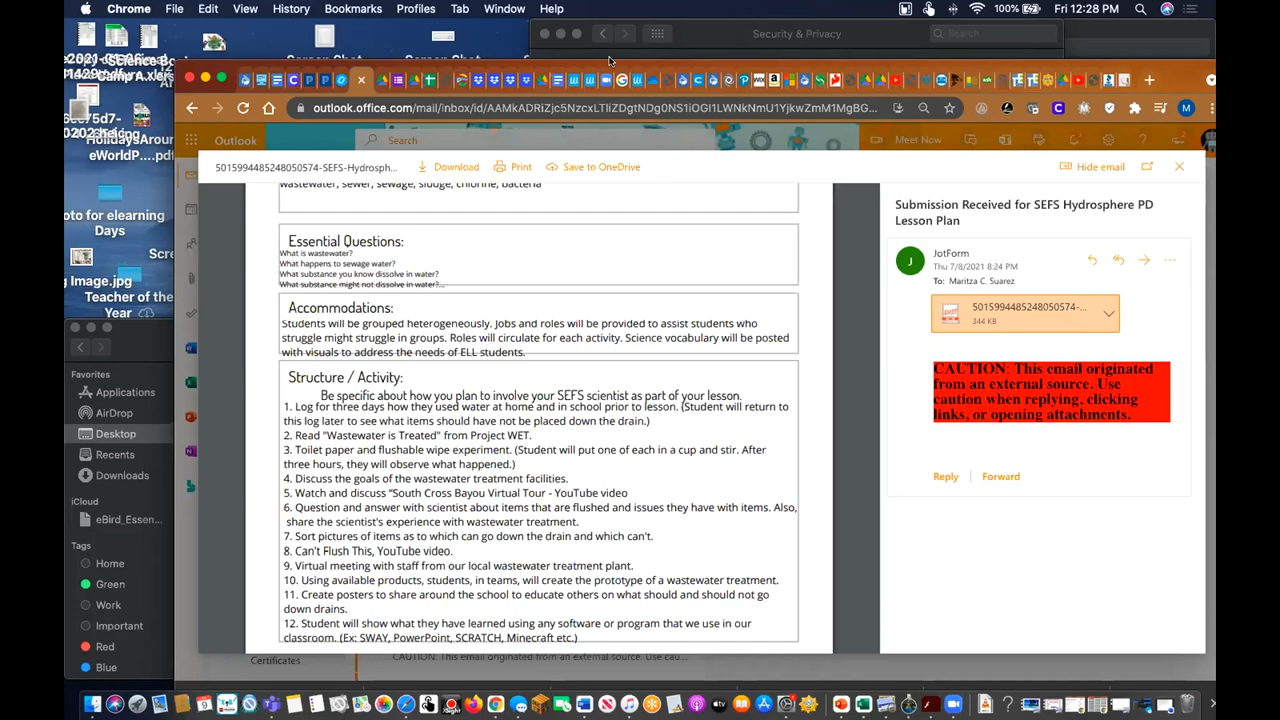 Chrome File Edit View History Bookmarks Profiles Tab Window Help
100% Fri 12:28 PM
Security & Privacy
Search
outlook.office.com/mail/inbox/id/AAMkADRiZjc5NzcxLTliZDgtNDg0NS1iOGI1LWNkNmU1YjkwZmM1MgBG...
Outlook
Search
Meet Now
5015994485248050574-SEFS-Hydrosph...
Download
Print
Save to OneDrive
Hide email
wastewater, sewer, sewage, sludge, chlorine, bacteria
Essential Questions:
What is wastewater?
What happens to sewage water?
What substance you know dissolve in water?
What substance might not dissolve in water?...
Accommodations:
Students will be grouped heterogeneously. Jobs and roles will be provided to assist students who
struggle might struggle in groups. Roles will circulate for each activity. Science vocabulary will be posted
with visuals to address the needs of ELL students.
Structure / Activity:
Be specific about how you plan to involve your SEFS scientist as part of your lesson.
1. Log for three days how they used water at home and in school prior to lesson. (Student will return to
this log later to see what items should have not be placed down the drain.)
2. Read "Wastewater is Treated" from Project WET.
3. Toilet paper and flushable wipe experiment. (Student will put one of each in a cup and stir. After
three hours, they will observe what happened.)
4. Discuss the goals of the wastewater treatment facilities.
5. Watch and discuss “South Cross Bayou Virtual Tour - YouTube video
6. Question and answer with scientist about items that are flushed and issues they have with items. Also,
share the scientist's experience with wastewater treatment.
7. Sort pictures of items as to which can go down the drain and which can't.
8. Can't Flush This, YouTube video.
9. Virtual meeting with staff from our local wastewater treatment plant.
10. Using available products, students, in teams, will create the prototype of a wastewater treatment.
11. Create posters to share around the school to educate others on what should and should not go
down drains.
12. Student will show what they have learned using any software or program that we use in our
classroom. (Ex: SWAY, PowerPoint, SCRATCH, Minecraft etc.)
Submission Received for SEFS Hydrosphere PD
Lesson Plan
J
JotForm
Thu 7/8/2021 8:24 PM
To: Maritza C. Suarez
pdf
5015994485248050574-...
344 KB
CAUTION: This email originated
from an external source. Use
caution when replying, clicking
links, or opening attachments.
Reply
Forward
Certificates
CAUTION: This email originated from an external source. Use cau...
XLSX
HolidaysAroun
eWorldP....pdf
oto for elearning
Days
Scre
g Image.jpg
Teacher of the
Year
Favorites
Applications
AirDrop
Desktop
Recents
Downloads
iCloud
eBird_Essen...
Tags
Home
Green
Work
Important
Red
Blue